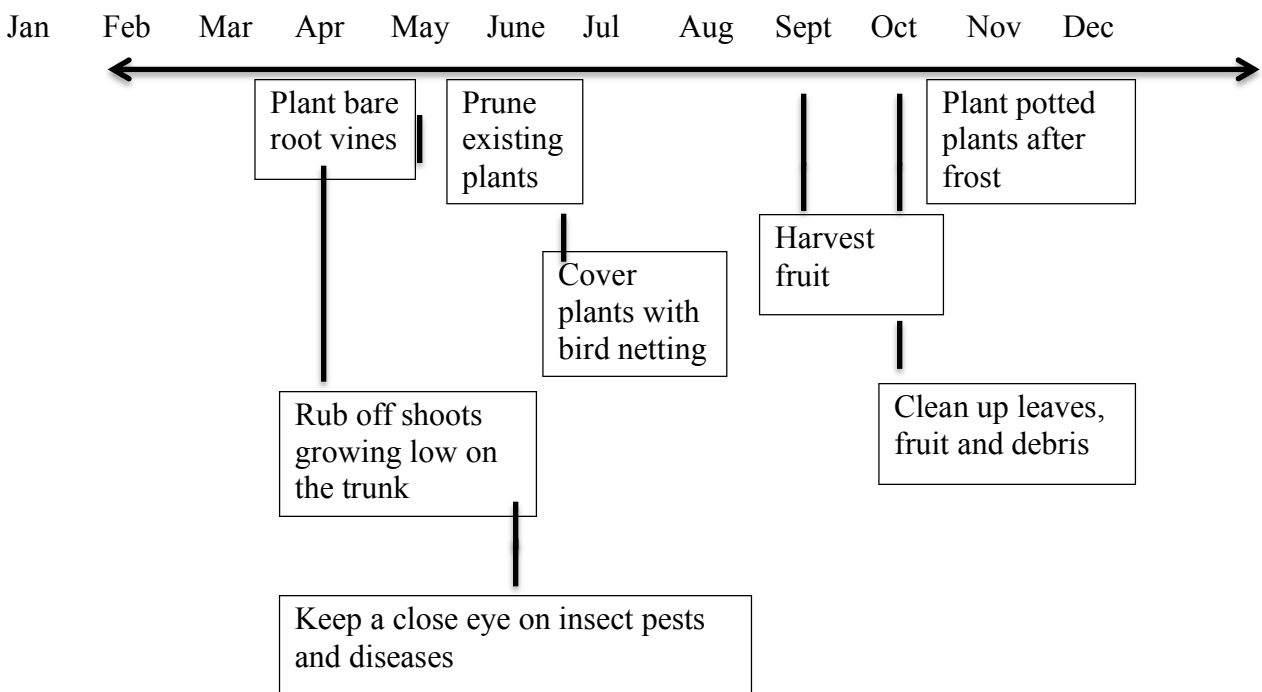 Jan Feb Mar Apr May June Jul Aug Sept Oct Nov Dec
Plant bare
root vines
Prune
existing
plants
Plant potted
plants after
frost
Harvest
fruit
Cover
plants with
bird netting
Rub off shoots
growing low on
the trunk
Clean up leaves,
fruit and debris
Keep a close eye on insect pests
and diseases